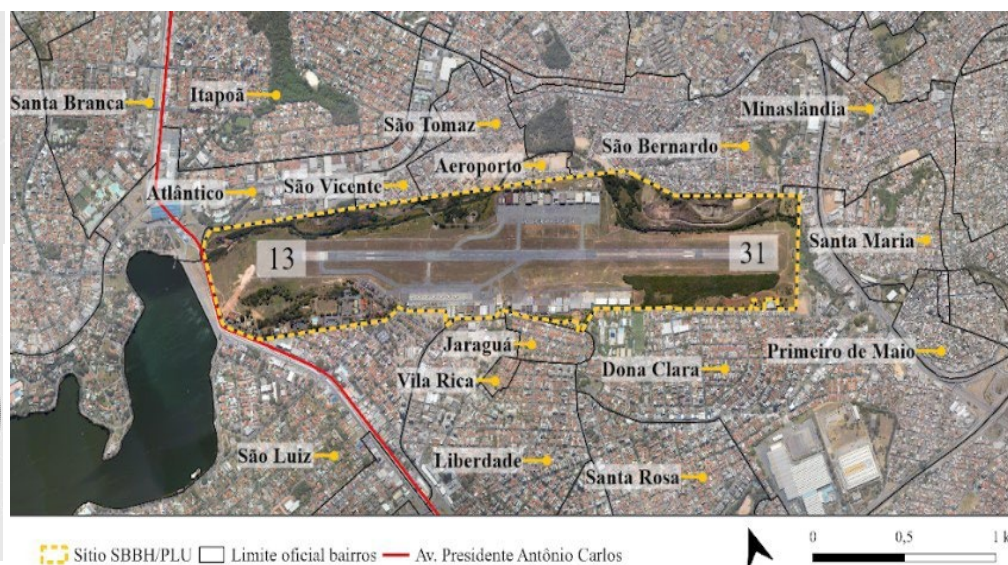 Santa Branca
Itapoã
São Tomaz
Minaslândia
São Bernardo
Aeroporto
Atlântico
São Vicente
13
31
Santa Maria
Jaraguá
Primeiro de Maio
Dona Clara
Vila Rica
São Luiz
Liberdade
Santa Rosa
Sítio SBBH/PLU
Limite oficial bairros
Av. Presidente Antônio Carlos
0
0,5
1 k